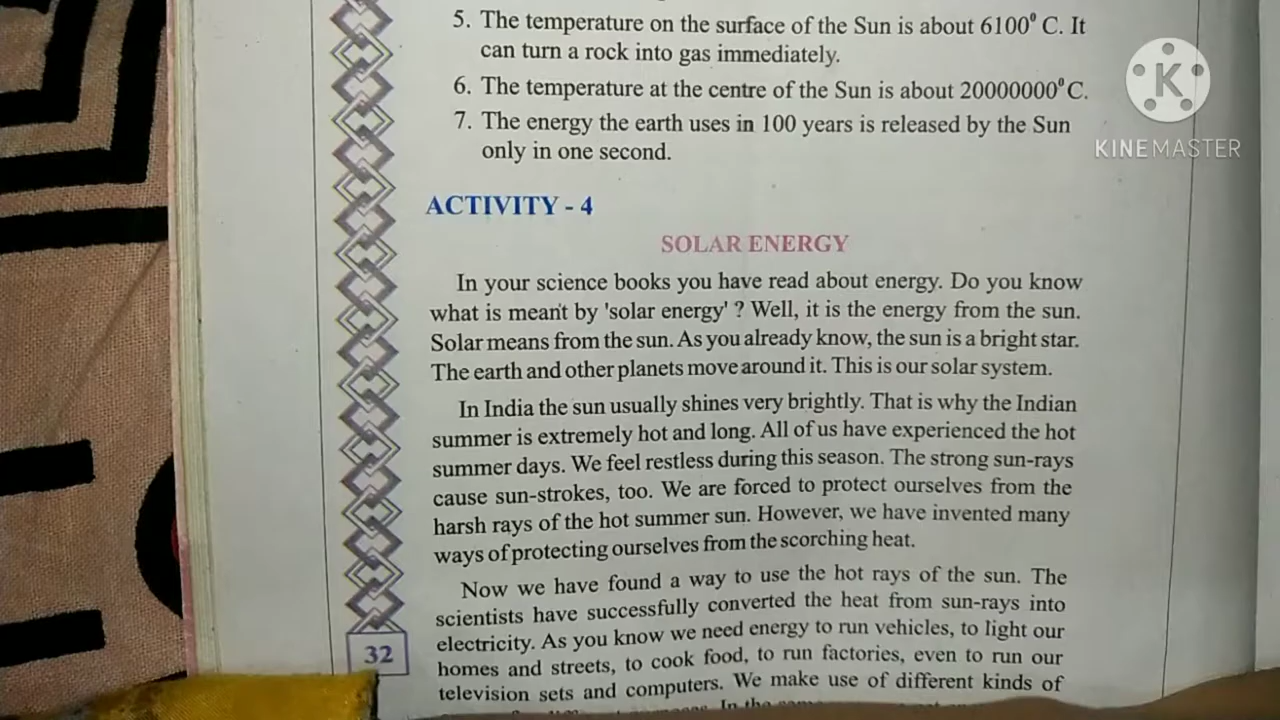 5. The temperature on the surface of the Sun is about 6100⁰ C. It
can turn a rock into gas immediately.
6. The temperature at the centre of the Sun is about 20000000⁰C.
7. The energy the earth uses in 100 years is released by the Sun
only in one second.
K
KINEMASTER
ACTIVITY - 4
SOLAR ENERGY
In your science books you have read about energy. Do you know
what is meant by 'solar energy' ? Well, it is the energy from the sun.
Solar means from the sun. As you already know, the sun is a bright star.
The earth and other planets move around it. This is our solar system.
In India the sun usually shines very brightly. That is why the Indian
summer is extremely hot and long. All of us have experienced the hot
summer days. We feel restless during this season. The strong sun-rays
cause sun-strokes, too. We are forced to protect ourselves from the
harsh rays of the hot summer sun. However, we have invented many
ways of protecting ourselves from the scorching heat.
Now we have found a way to use the hot rays of the sun. The
scientists have successfully converted the heat from sun-rays into
electricity. As you know we need energy to run vehicles, to light our
homes and streets, to cook food, to run factories, even to run our
television sets and computers. We make use of different kinds of
In the
32